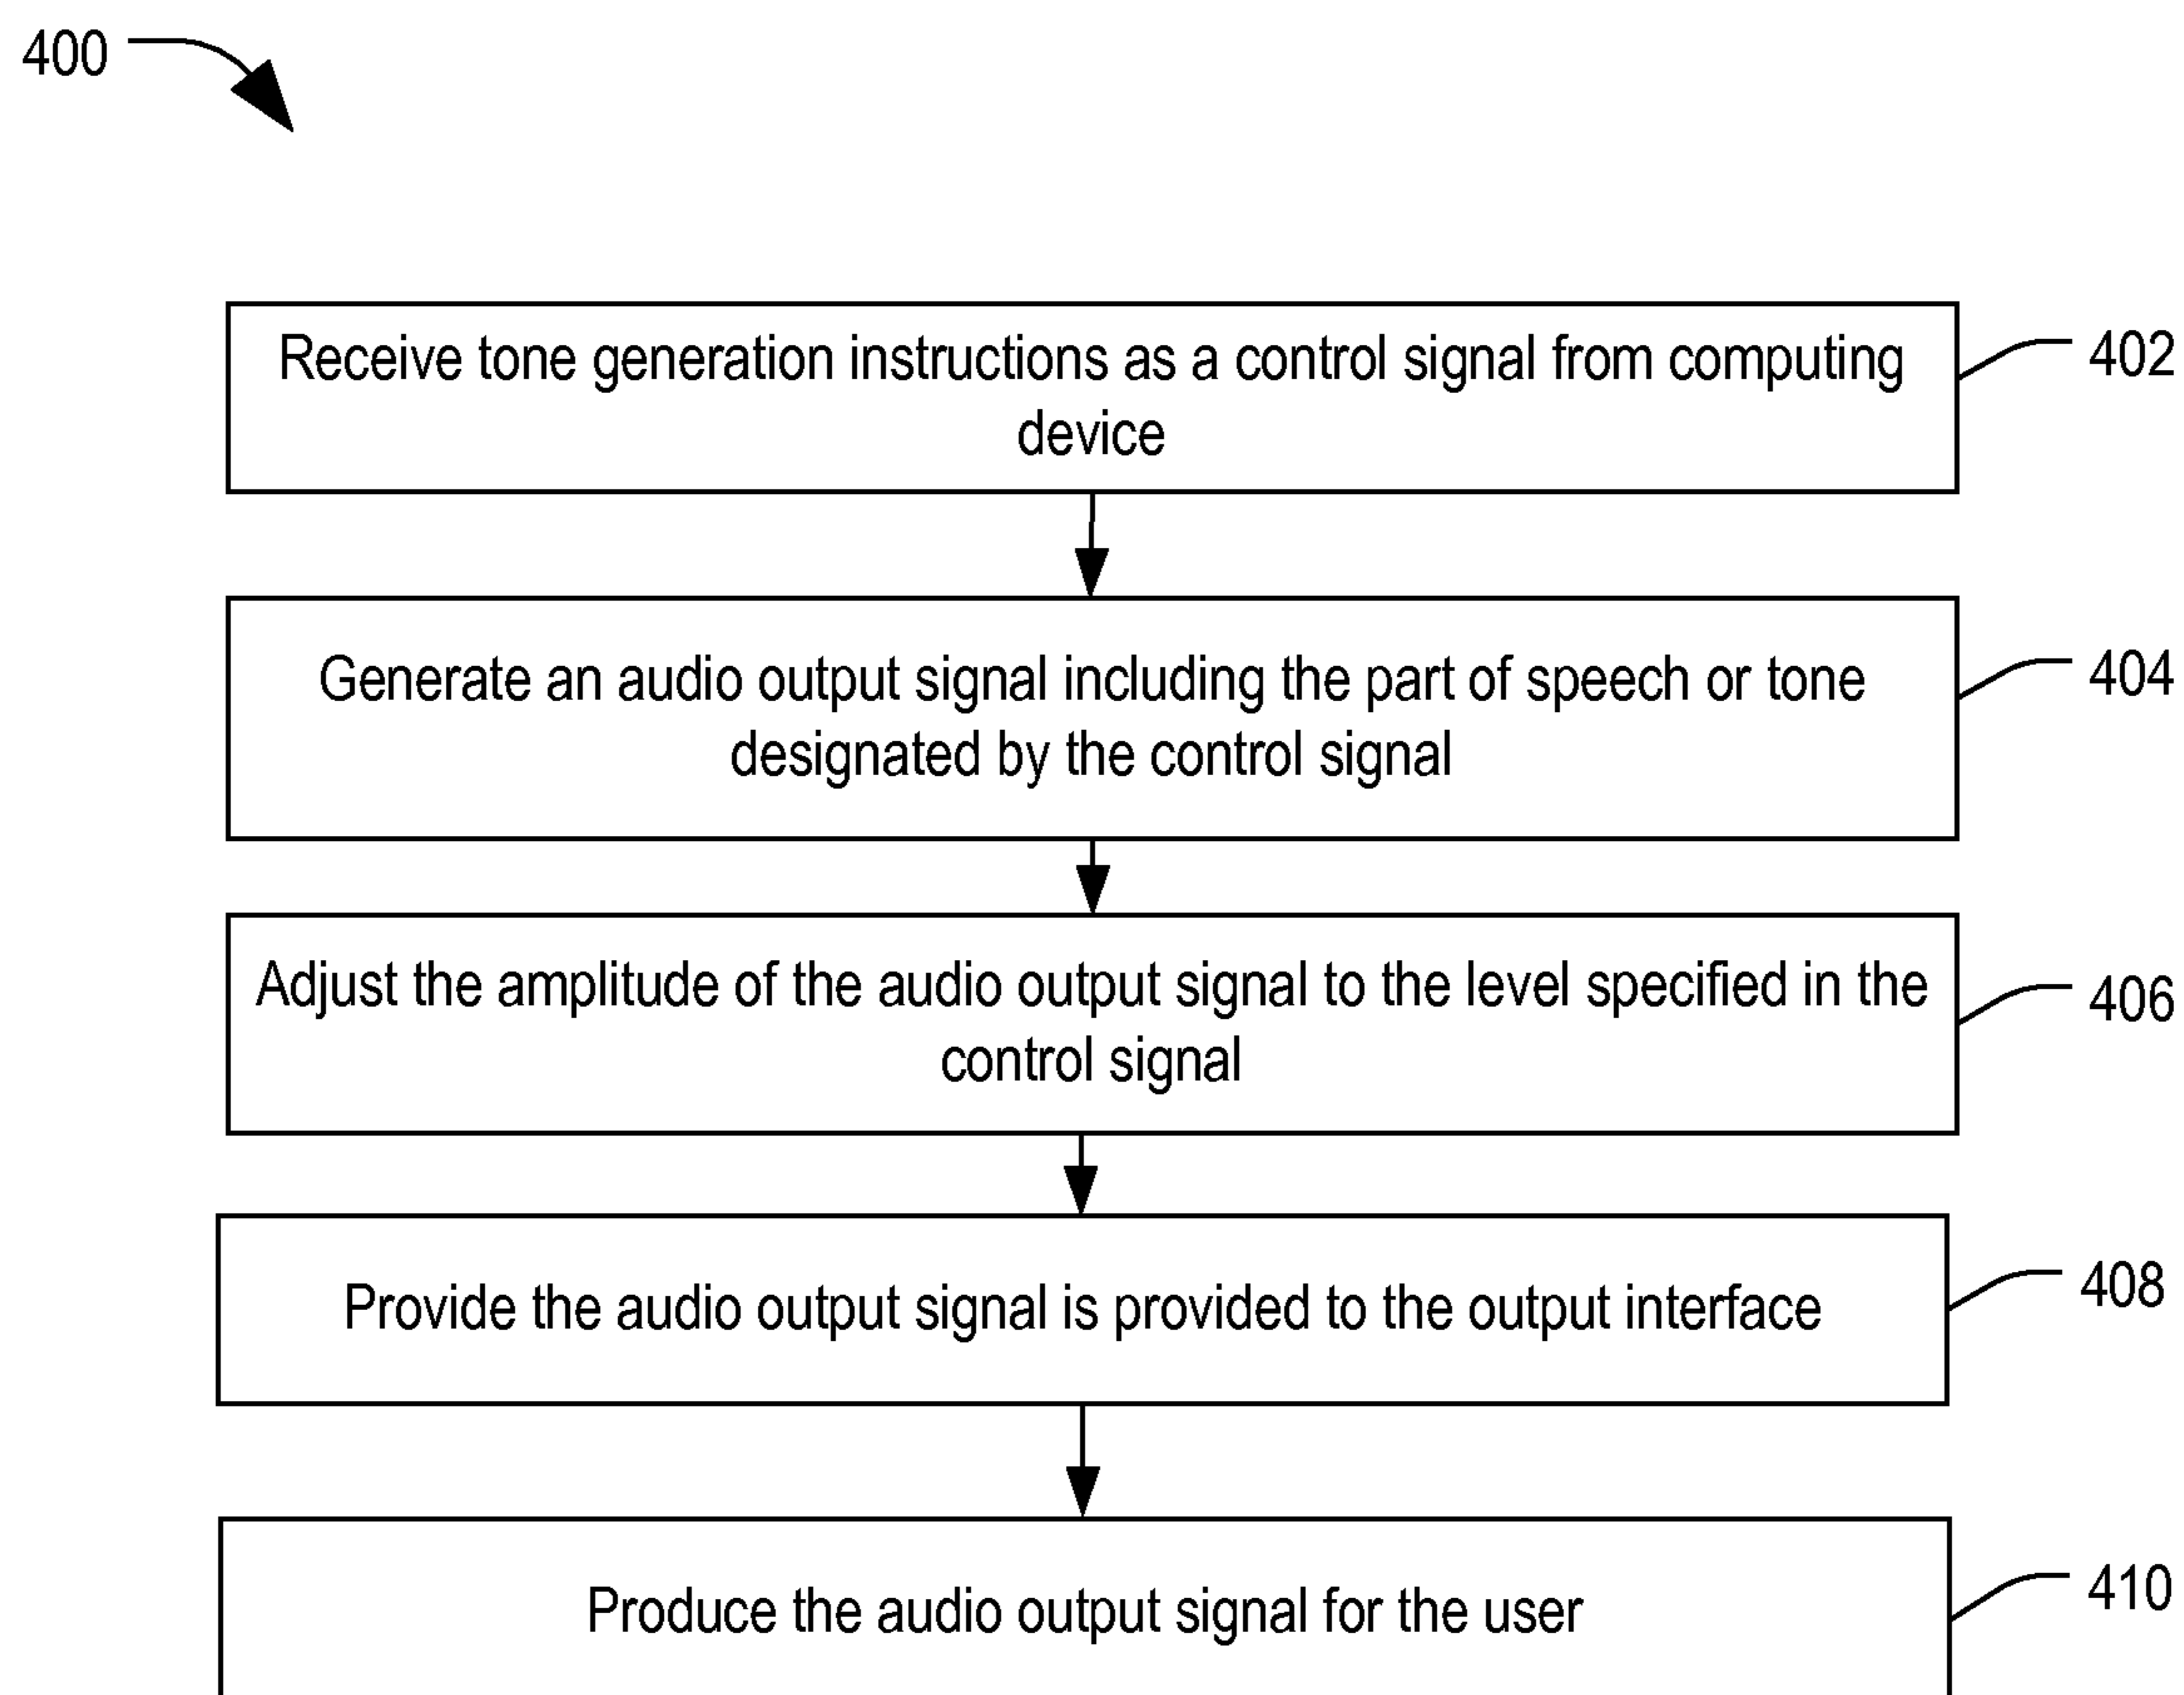 400
Receive tone generation instructions as a control signal from computing
device
402
Generate an audio output signal including the part of speech or tone
designated by the control signal
404
Adjust the amplitude of the audio output signal to the level specified in the
control signal
406
Provide the audio output signal is provided to the output interface
408
Produce the audio output signal for the user
410